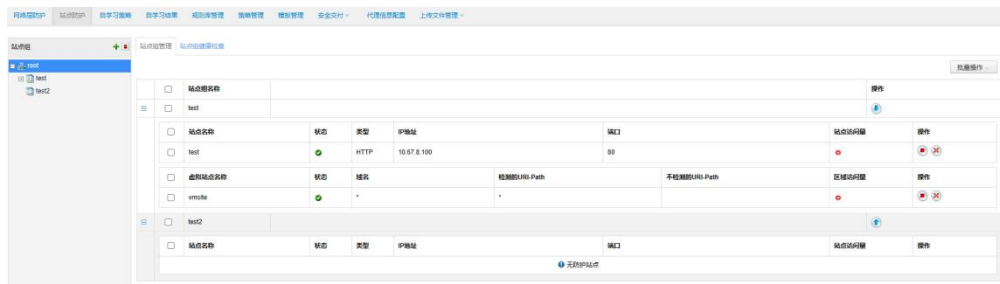 网络层防护 站点防护 自学习策略 自学习结果 规则库管理 策略管理 模板管理 安全交付 代理信息配置 上传文件管理
站点组 站点组管理 站点组健康检查
root
批量操作
test
test2
站点组名称 操作
test
站点名称 状态 类型 IP地址 端口 站点访问量 操作
test HTTP 10.67.8.100 80
虚拟站点名称 状态 域名 检测的URI-Path 不检测的URI-Path 区域访问量 操作
vmsite * *
test2
站点名称 状态 类型 IP地址 端口 站点访问量 操作
无防护站点